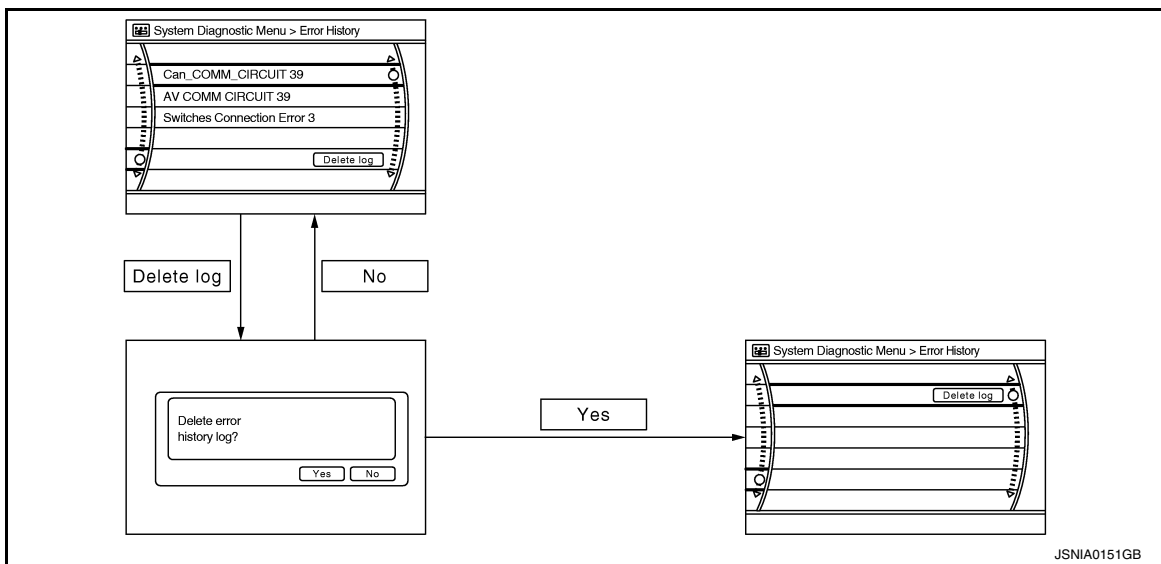 System Diagnostic Menu > Error History
Can_COMM_CIRCUIT 39
AV COMM CIRCUIT 39
Switches Connection Error 3
Delete log
Delete log
No
Delete error
history log?
Yes No
Yes
System Diagnostic Menu > Error History
Delete log
JSNIA0151GB